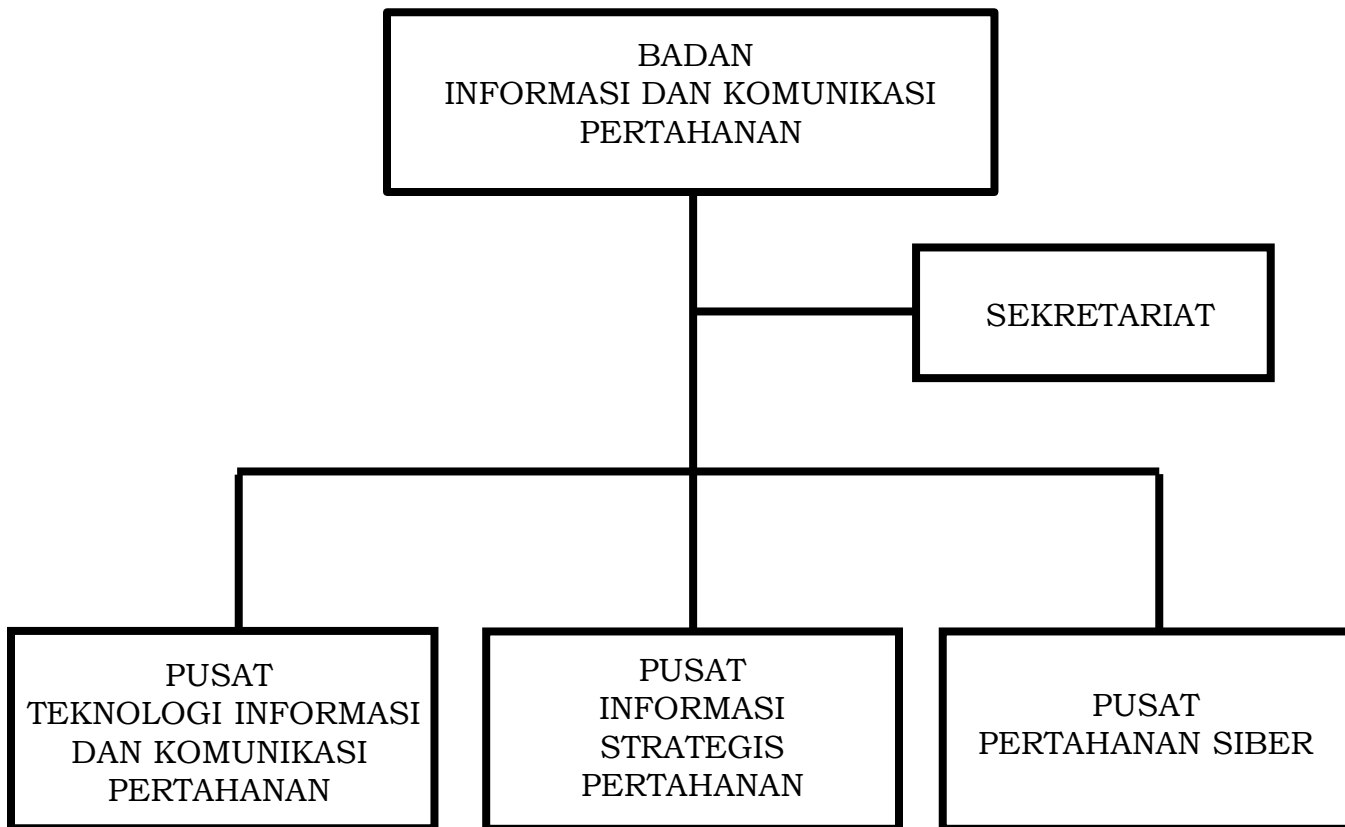 BADAN
INFORMASI DAN KOMUNIKASI
PERTAHANAN
SEKRETARIAT
PUSAT
TEKNOLOGI INFORMASI
DAN KOMUNIKASI
PERTAHANAN
PUSAT
INFORMASI
STRATEGIS
PERTAHANAN
PUSAT
PERTAHANAN SIBER